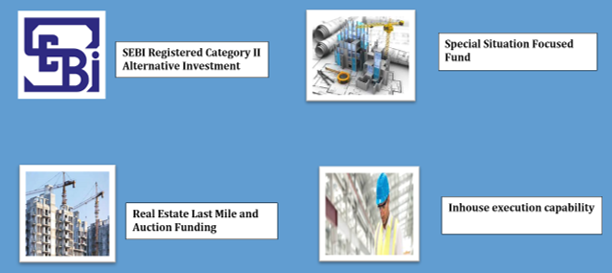 SEBI
SEBI Registered Category II
Alternative Investment
Special Situation Focused
Fund
Real Estate Last Mile and
Auction Funding
Inhouse execution capability